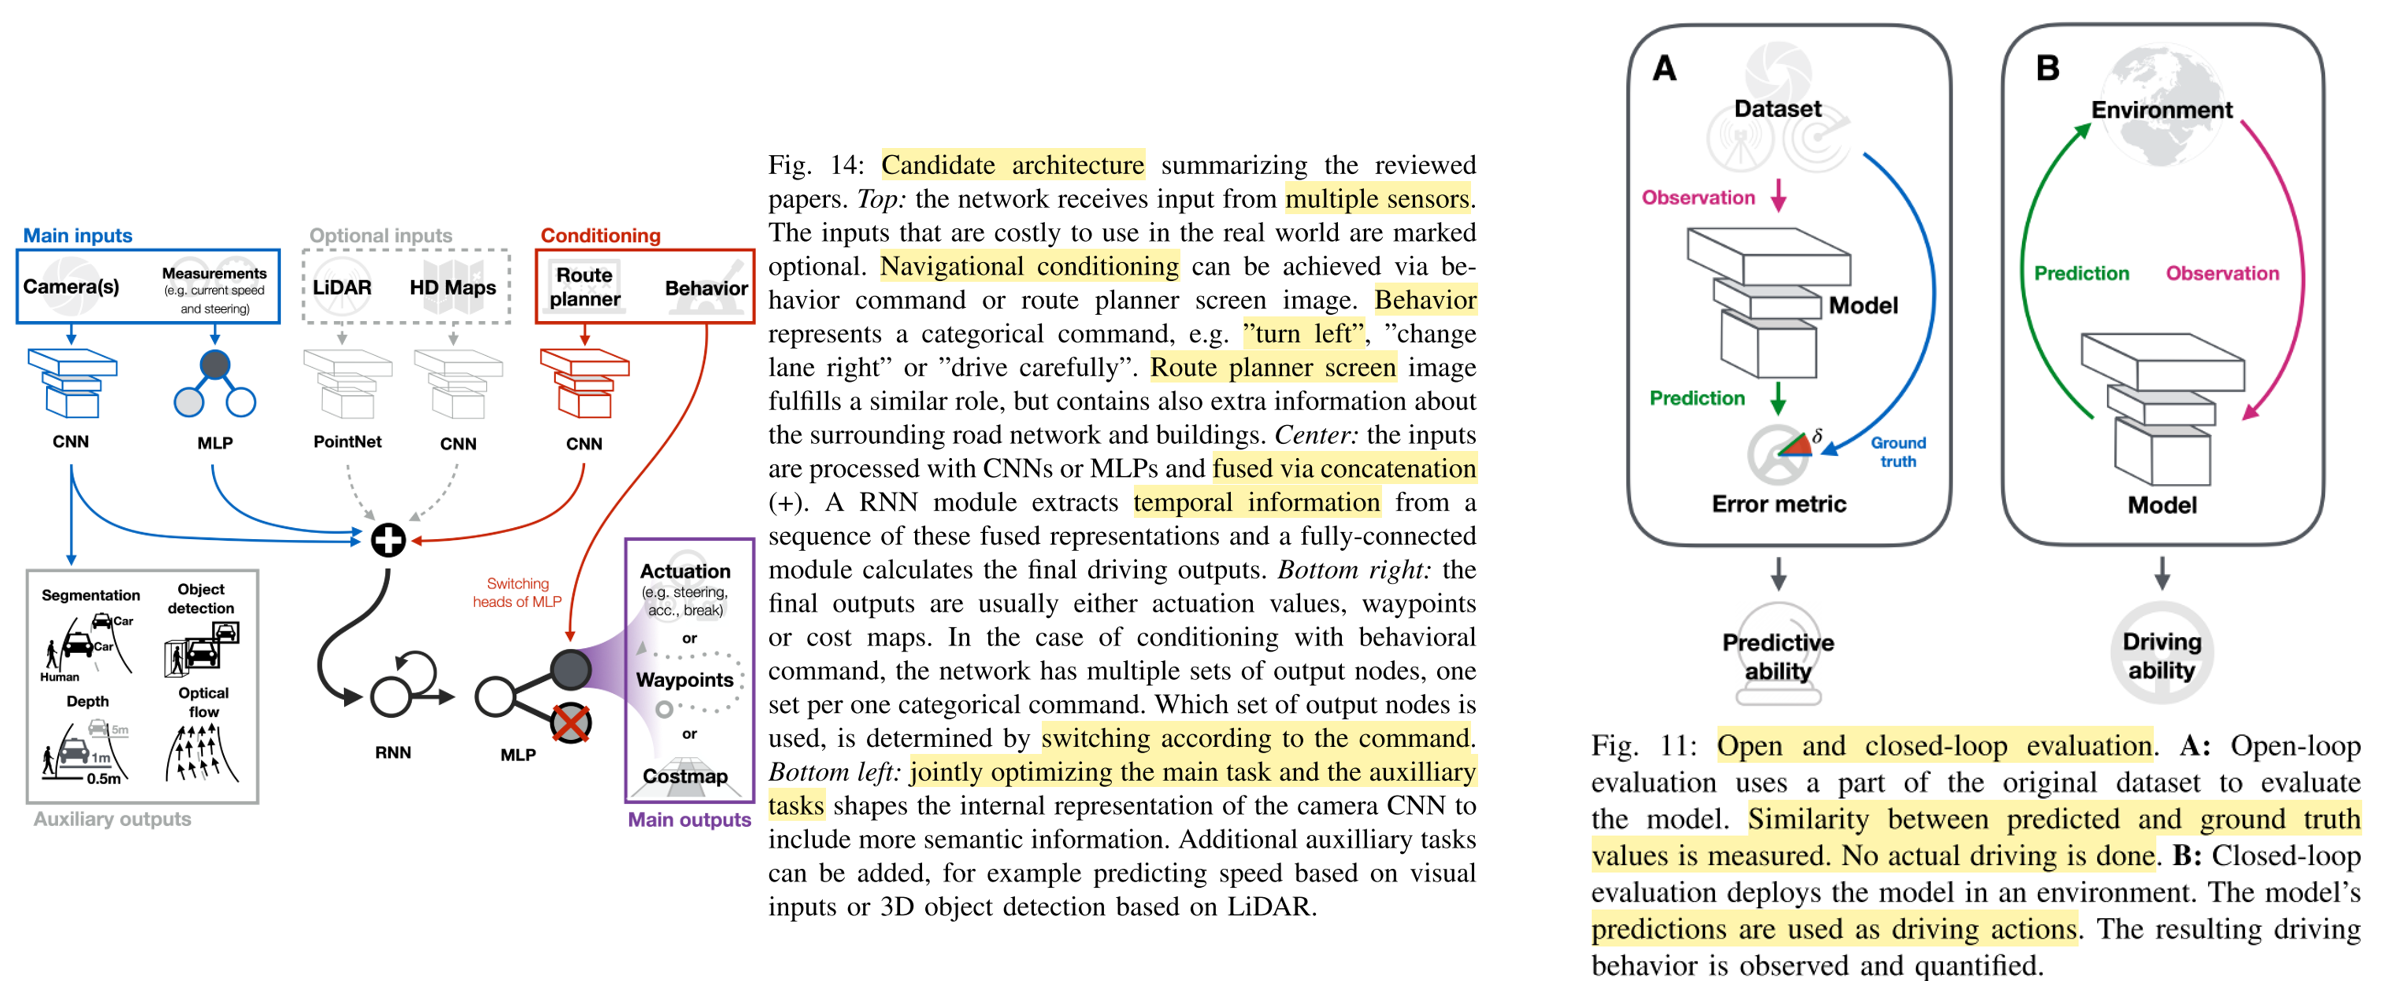 Main inputs
Optional inputs
Conditioning
Camera(s)
Measurements
(e.g. current speed
and steering)
LiDAR
HD Maps
Route
planner
Behavior
CNN
MLP
PointNet
CNN
CNN
Segmentation
Car
Car
Human
Object
detection
Depth
5m
1m
0.5m
Optical
flow
Auxiliary outputs
Switching
heads of MLP
RNN
MLP
Actuation
(e.g. steering,
acc., break)
or
Waypoints
or
Costmap
Main outputs
Fig. 14: Candidate architecture summarizing the reviewed
papers. Top: the network receives input from multiple sensors.
The inputs that are costly to use in the real world are marked
optional. Navigational conditioning can be achieved via be-
havior command or route planner screen image. Behavior
represents a categorical command, e.g. ”turn left”, ”change
lane right” or ”drive carefully”. Route planner screen image
fulfills a similar role, but contains also extra information about
the surrounding road network and buildings. Center: the inputs
are processed with CNNs or MLPs and fused via concatenation
(+). A RNN module extracts temporal information from a
sequence of these fused representations and a fully-connected
module calculates the final driving outputs. Bottom right: the
final outputs are usually either actuation values, waypoints
or cost maps. In the case of conditioning with behavioral
command, the network has multiple sets of output nodes, one
set per one categorical command. Which set of output nodes is
used, is determined by switching according to the command.
Bottom left: jointly optimizing the main task and the auxilliary
tasks shapes the internal representation of the camera CNN to
include more semantic information. Additional auxilliary tasks
can be added, for example predicting speed based on visual
inputs or 3D object detection based on LiDAR.
A
Dataset
Observation
Model
Prediction
δ
Ground
truth
Error metric
Predictive
ability
B
Environment
Prediction
Observation
Model
Driving
ability
Fig. 11: Open and closed-loop evaluation. A: Open-loop
evaluation uses a part of the original dataset to evaluate
the model. Similarity between predicted and ground truth
values is measured. No actual driving is done. B: Closed-loop
evaluation deploys the model in an environment. The model’s
predictions are used as driving actions. The resulting driving
behavior is observed and quantified.